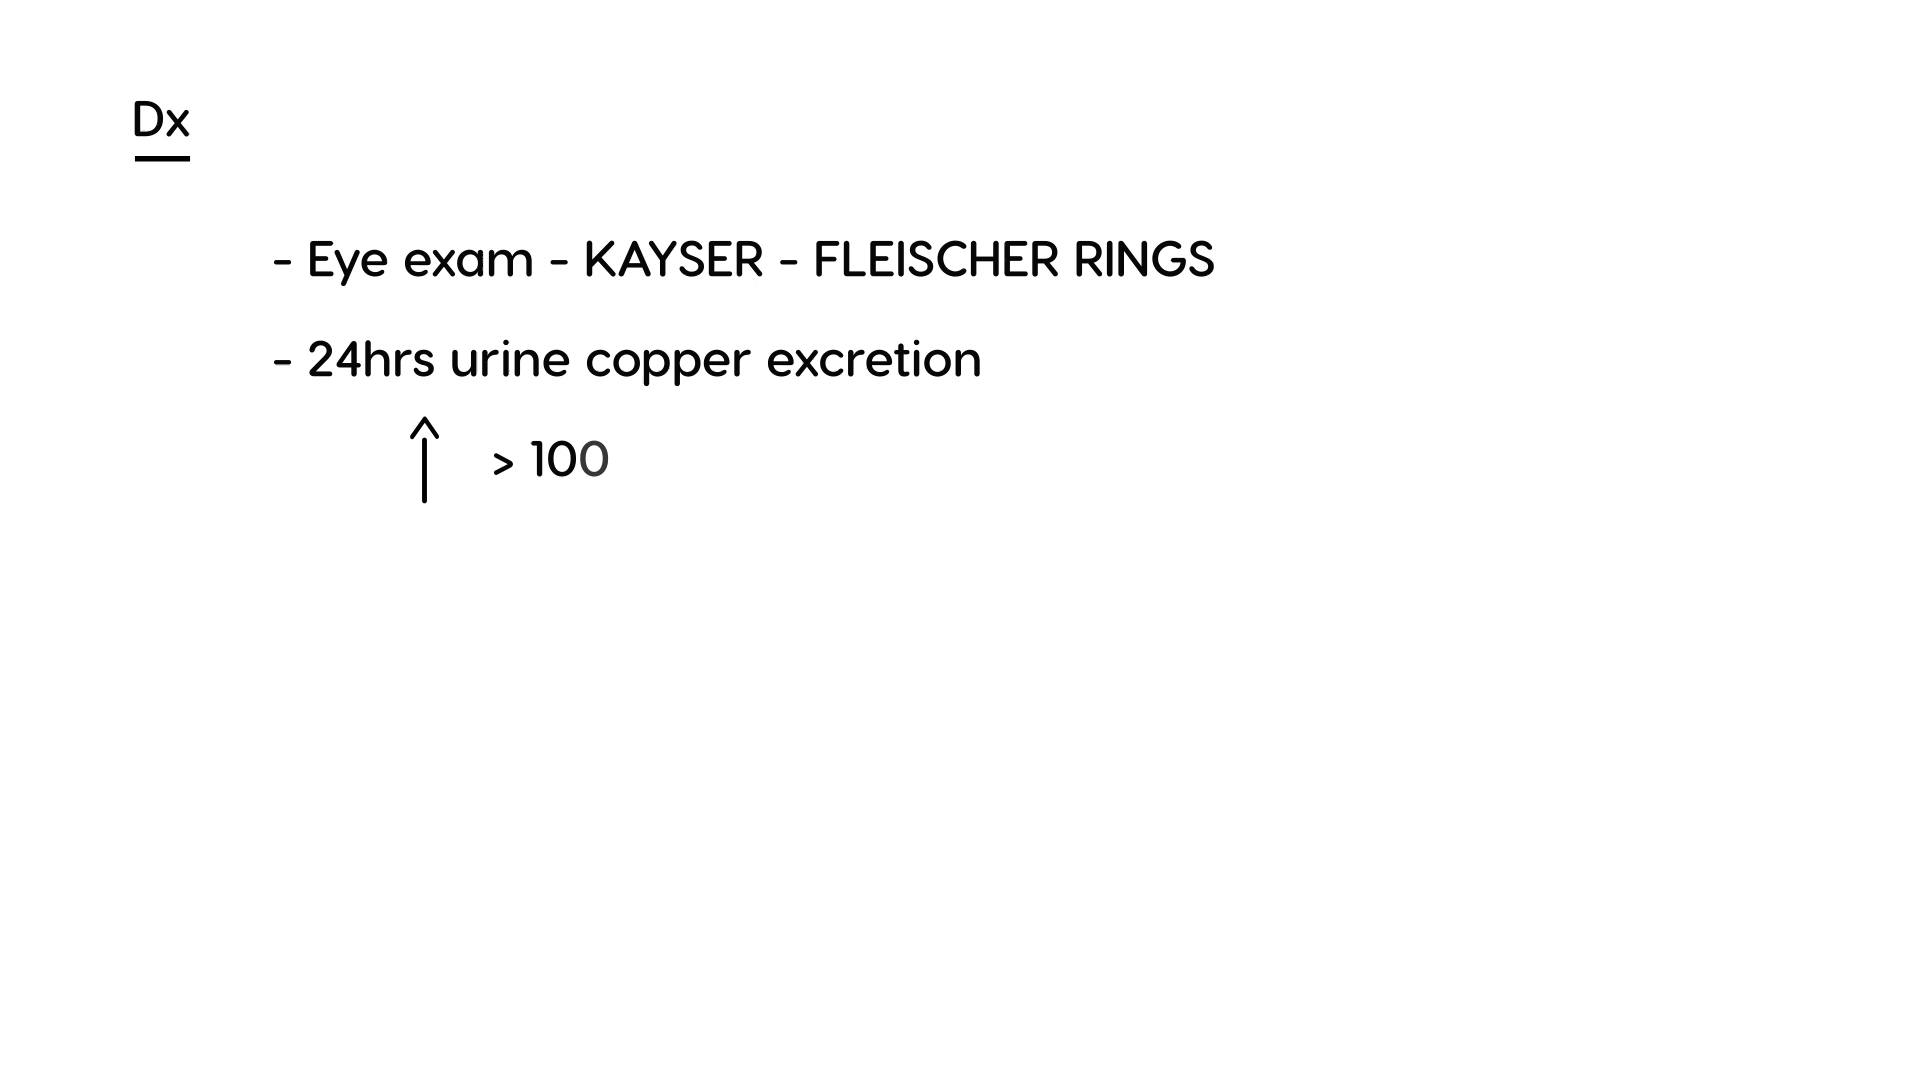 Dx
- Eye exam - KAYSER - FLEISCHER RINGS
- 24hrs urine copper excretion
↑ > 100